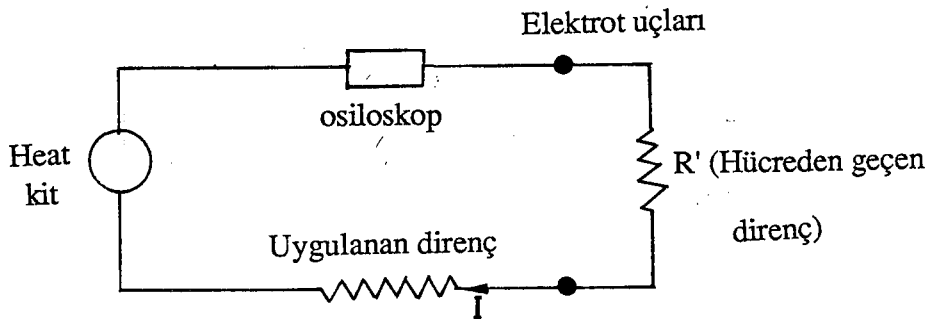 Elektrot uçları
osiloskop
Heat
kit
R' (Hücreden geçen
direnç)
Uygulanan direnç
I